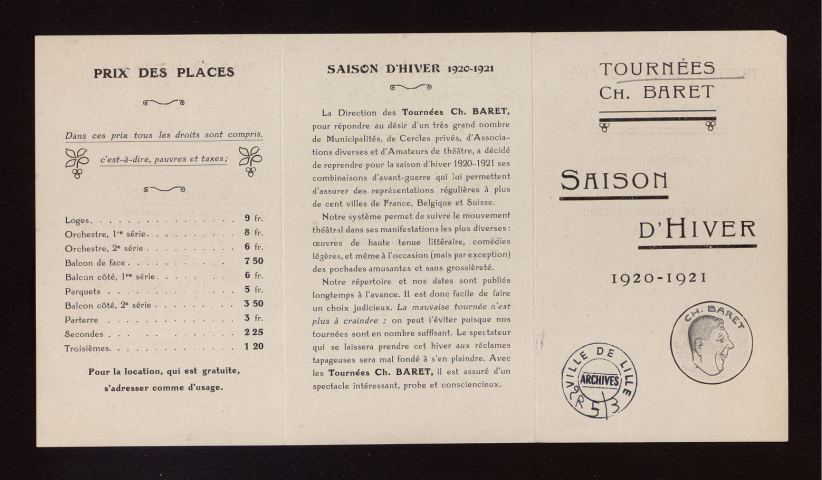 PRIX DES PLACES
Dans ces prix tous les droits sont compris,
c'est-à-dire, pauvres et taxes;
Loges. . . . . . . . . . . . . 9 fr.
Orchestre, 1re série . . . . . . . . 8 fr.
Orchestre, 2e série . . . . . . . . 6 fr.
Balcon de face . . . . . . . . . . 7 50
Balcon côté, 1re série. . . . . . . . 6 fr.
Parquets . . . . . . . . . . . . 5 fr.
Balcon côté, 2e série . . . . . . . . 3 50
Parterre . . . . . . . . . . . . 3 fr.
Secondes . . . . . . . . . . . . 2 25
Troisièmes. . . . . . . . . . . . 1 20
Pour la location, qui est gratuite,
s'adresser comme d'usage.
SAISON D'HIVER 1920-1921
La Direction des Tournées Ch. BARET,
pour répondre au désir d'un très grand nombre
de Municipalités, de Cercles privés, d'Associa-
tions diverses et d'Amateurs de théâtre, a décidé
de reprendre pour la saison d'hiver 1920-1921 ses
combinaisons d'avant-guerre qui lui permettent
d'assurer des représentations régulières à plus
de cent villes de France, Belgique et Suisse.
Notre système permet de suivre le mouvement
théâtral dans ses manifestations les plus diverses :
œuvres de haute tenue littéraire, comédies
légères, et même à l'occasion (mais par exception)
des pochades amusantes et sans grossièreté.
Notre répertoire et nos dates sont publiés
longtemps à l'avance. Il est donc facile de faire
un choix judicieux. La mauvaise tournée n'est
plus à craindre ; on peut l'éviter puisque nos
tournées sont en nombre suffisant. Le spectateur
qui se laissera prendre cet hiver aux réclames
tapageuses sera mal fondé à s'en plaindre. Avec
les Tournées Ch. BARET, il est assuré d'un
spectacle intéressant, probe et consciencieux.
TOURNÉES
CH. BARET
SAISON
D'HIVER
1920-1921
CH. BARET
VILLE DE LILLE
ARCHIVES
2R 5/3